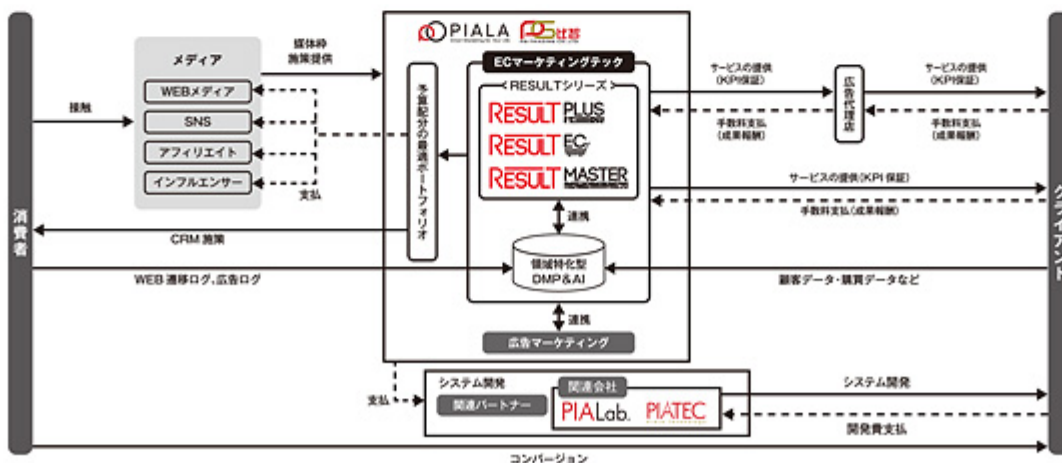 PIALA
比智
メディア
WEBメディア
SNS
アフィリエイト
インフルエンサー
媒体枠
施策提供
接触
支払
予算配分の最適ポートフォリオ
ECマーケティングテック
RESULTシリーズ
RESULT PLUS
RESULT EC
RESULT MASTER
連携
領域特化型
DMP&AI
連携
広告マーケティング
サービスの提供
(KPI保証)
手数料支払
(成果報酬)
広告代理店
サービスの提供
(KPI保証)
手数料支払
(成果報酬)
サービスの提供(KPI保証)
手数料支払(成果報酬)
消費者
クライアント
CRM施策
WEB遷移ログ、広告ログ
顧客データ・購買データなど
支払
システム開発
関連パートナー
関連会社
PIALab.
PIATEC
システム開発
開発費支払
コンバージョン